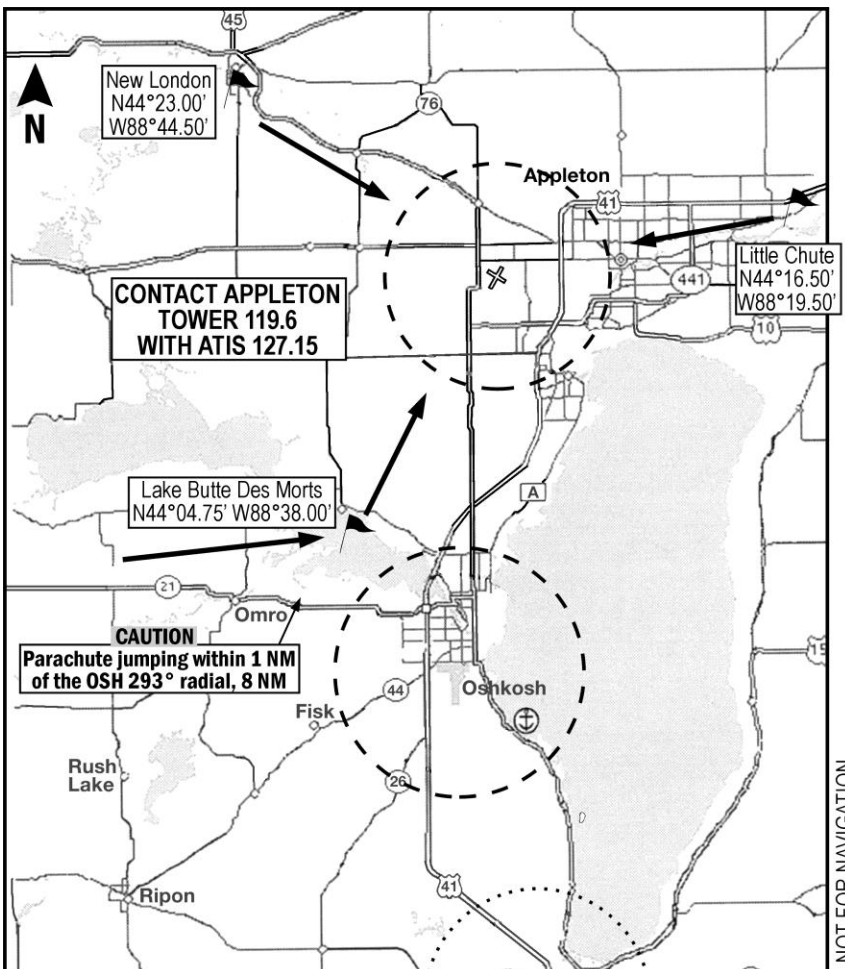 45
New London
N44°23.00'
W88°44.50'
N
76
Appleton
41
Little Chute
N44°16.50'
W88°19.50'
441
10
CONTACT APPLETON
TOWER 119.6
WITH ATIS 127.15
Lake Butte Des Morts
N44°04.75' W88°38.00'
A
21
Omro
CAUTION
Parachute jumping within 1 NM
of the OSH 293° radial, 8 NM
15
Oshkosh
44
Fisk
26
Rush
Lake
41
Ripon
NOT FOR NAVIGATION